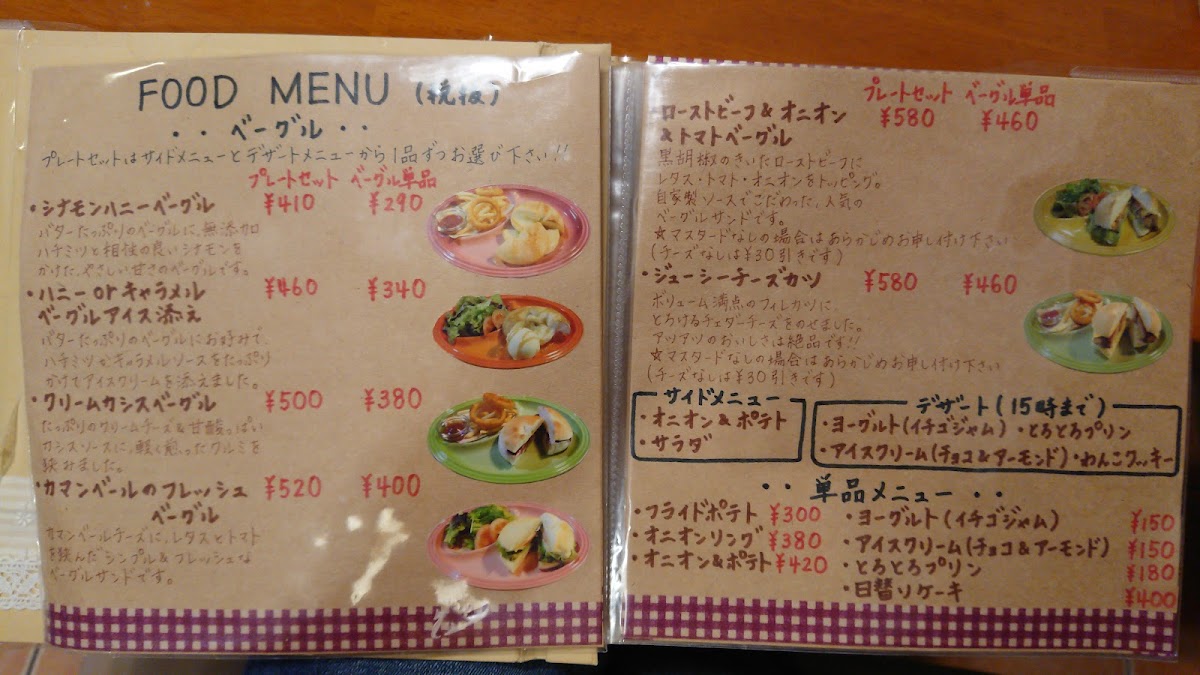 FOOD MENU (税抜)
・・ベーグル・・
プレートセットはサイドメニューとデザートメニューから1品ずつお選び下さい!!
プレートセット ベーグル単品
・シナモンハニーベーグル ¥410 ¥290
バターたっぷりのベーグルに、無添加
ハチミツと相性の良いシナモンを
かけた、やさしい甘さのベーグルです。
・ハニーorキャラメル ¥460 ¥340
ベーグルアイス添え
バターたっぷりのベーグルにお好みで、
ハチミツかキャラメルソースをたっぷり
かけてアイスクリームを添えました。
・クリームカシスベーグル ¥500 ¥380
たっぷりのクリームチーズ&甘酸っぱい
カシスソースに、軽く煎ったクルミを
挟みました。
・カマンベールのフレッシュ ¥520 ¥400
ベーグル
カマンベールチーズに、レタスとトマト
を挟んだシンプル&フレッシュな
ベーグルサンドです。
プレートセット ベーグル単品
ローストビーフ&オニオン ¥580 ¥460
&トマトベーグル
黒胡椒のきいたローストビーフに
レタス・トマト・オニオンをトッピング。
自家製ソースでこだわった、人気の
ベーグルサンドです。
☆マスタードなしの場合はあらかじめお申し付け下さい
(チーズなしは¥30引きです)
・ジューシーチーズカツ ¥580 ¥460
ボリューム満点のフィレカツに
とろけるチェダーチーズをのせました。
アツアツのおいしさは絶品です!!
☆マスタードなしの場合はあらかじめお申し付け下さい
(チーズなしは¥30引きです)
サイドメニュー
・オニオン&ポテト
・サラダ
デザート(15時まで)
・ヨーグルト(イチゴジャム)・とろとろプリン
・アイスクリーム(チョコ&アーモンド)・わんこクッキー
・・単品メニュー・・
・フライドポテト ¥300
・オニオンリング ¥380
・オニオン&ポテト ¥420
・ヨーグルト(イチゴジャム) ¥150
・アイスクリーム(チョコ&アーモンド) ¥150
・とろとろプリン ¥180
・日替りケーキ ¥400